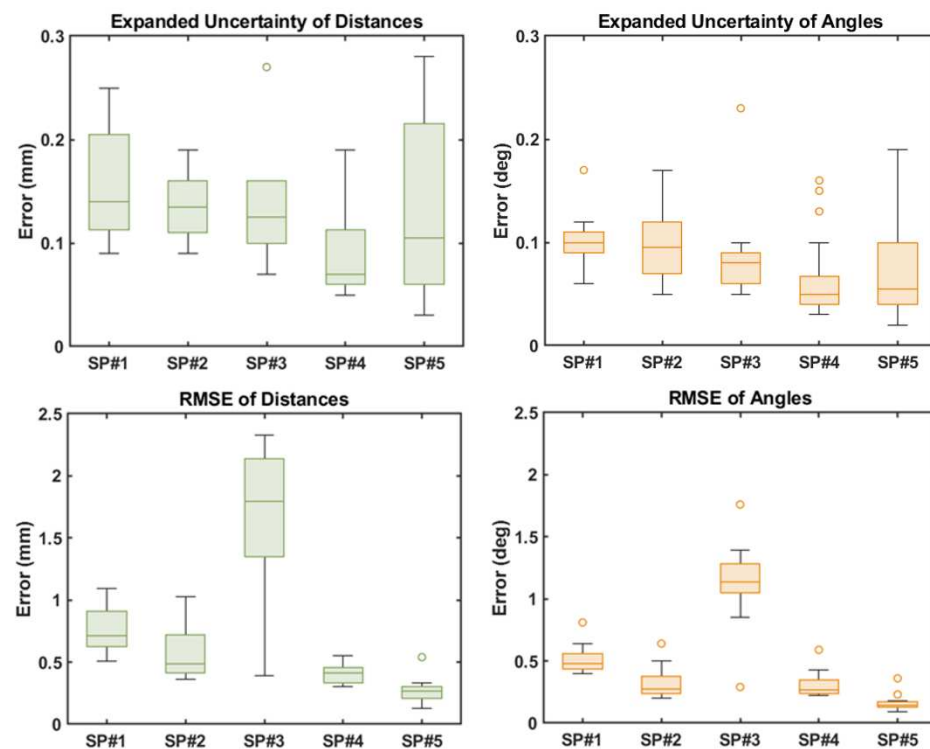 Expanded Uncertainty of Distances
0.3
0.2
0.1
0
Error (mm)
SP#1 SP#2 SP#3 SP#4 SP#5
Expanded Uncertainty of Angles
0.3
0.2
0.1
0
Error (deg)
SP#1 SP#2 SP#3 SP#4 SP#5
RMSE of Distances
2.5
2
1.5
1
0.5
0
Error (mm)
SP#1 SP#2 SP#3 SP#4 SP#5
RMSE of Angles
2.5
2
1.5
1
0.5
0
Error (deg)
SP#1 SP#2 SP#3 SP#4 SP#5